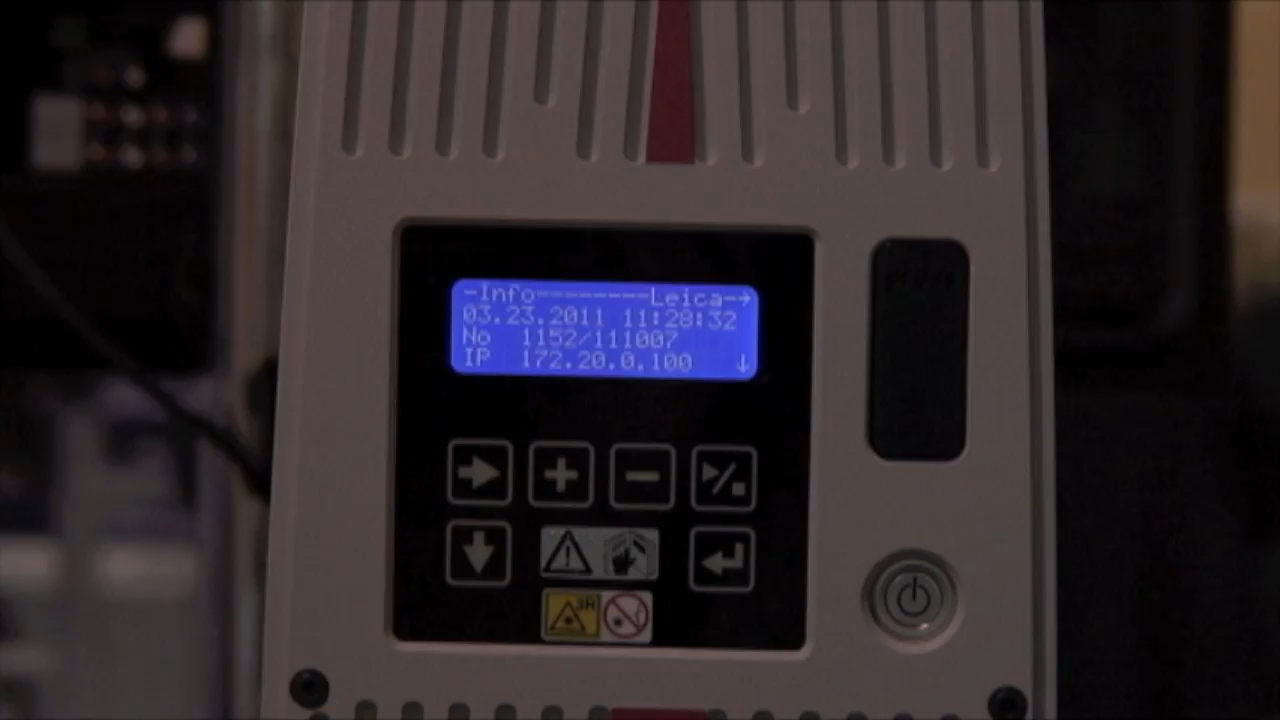 -Info--------Leica-→
03.23.2011 11:28:32
No 1152/111007
IP 172.20.0.100 ↓
3R